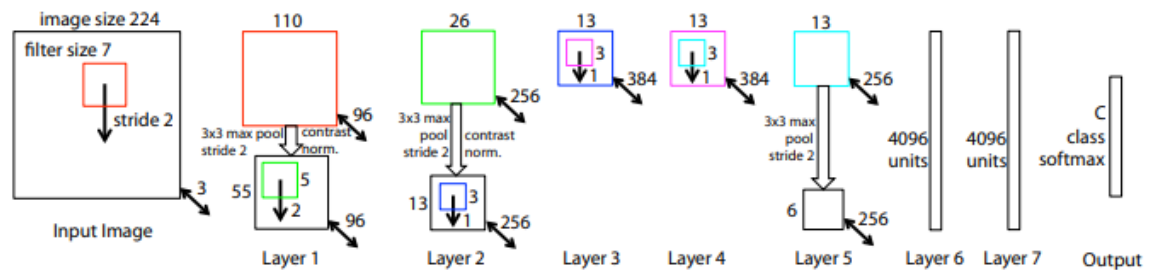 image size 224
filter size 7
stride 2
3
Input Image
110
96
3x3 max pool
stride 2
contrast
norm.
55
5
2
96
Layer 1
26
256
3x3 max
pool
stride 2
contrast
norm.
13
3
1
256
Layer 2
13
3
1
384
Layer 3
13
3
1
384
Layer 4
13
256
3x3 max
pool
stride 2
6
256
Layer 5
4096
units
Layer 6
4096
units
Layer 7
C
class
softmax
Output